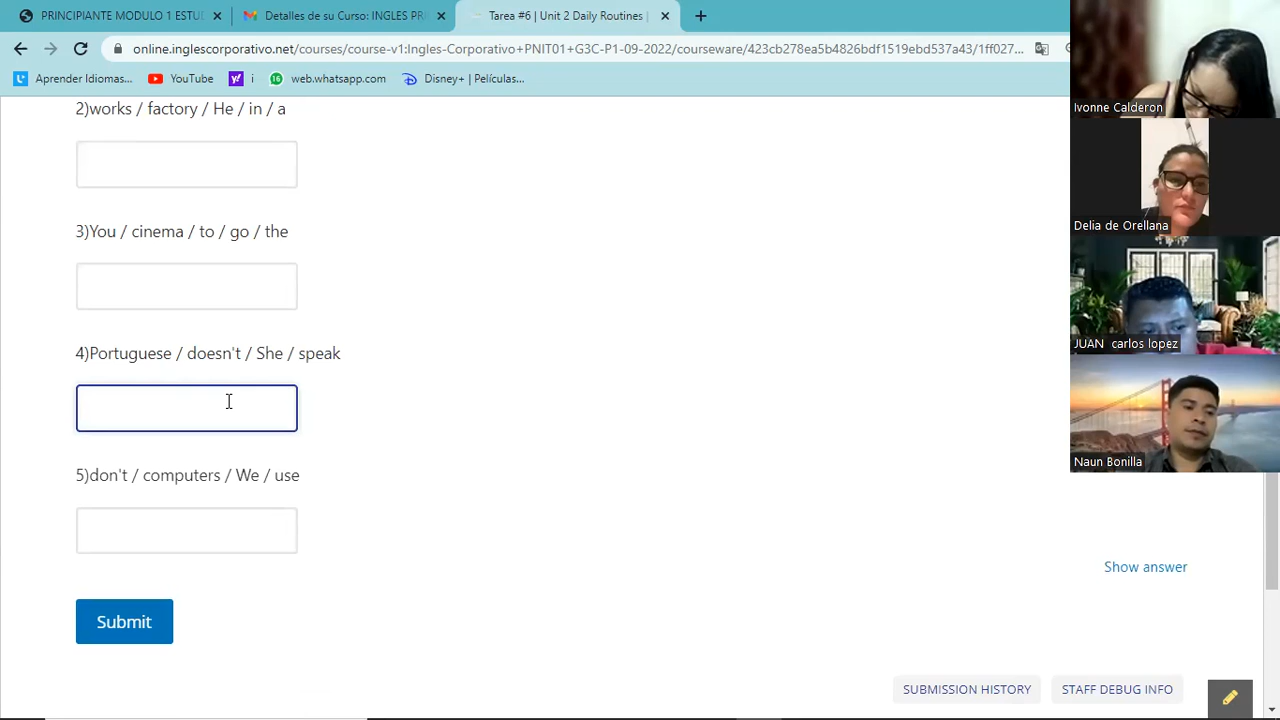 PRINCIPIANTE MODULO 1 ESTUI
Detalles de su Curso: INGLES PRI
Tarea #6 | Unit 2 Daily Routines |
online.inglescorporativo.net/courses/course-v1:Ingles-Corporativo+PNIT01+G3C-P1-09-2022/courseware/423cb278ea5b4826bdf1519ebd537a43/1ff027...
Aprender Idiomas...
YouTube
i
web.whatsapp.com
Disney+ | Películas...
2)works / factory / He / in / a
3)You / cinema / to / go / the
4)Portuguese / doesn't / She / speak
5)don't / computers / We / use
Show answer
Submit
SUBMISSION HISTORY
STAFF DEBUG INFO
Ivonne Calderon
Delia de Orellana
JUAN carlos lopez
Naun Bonilla